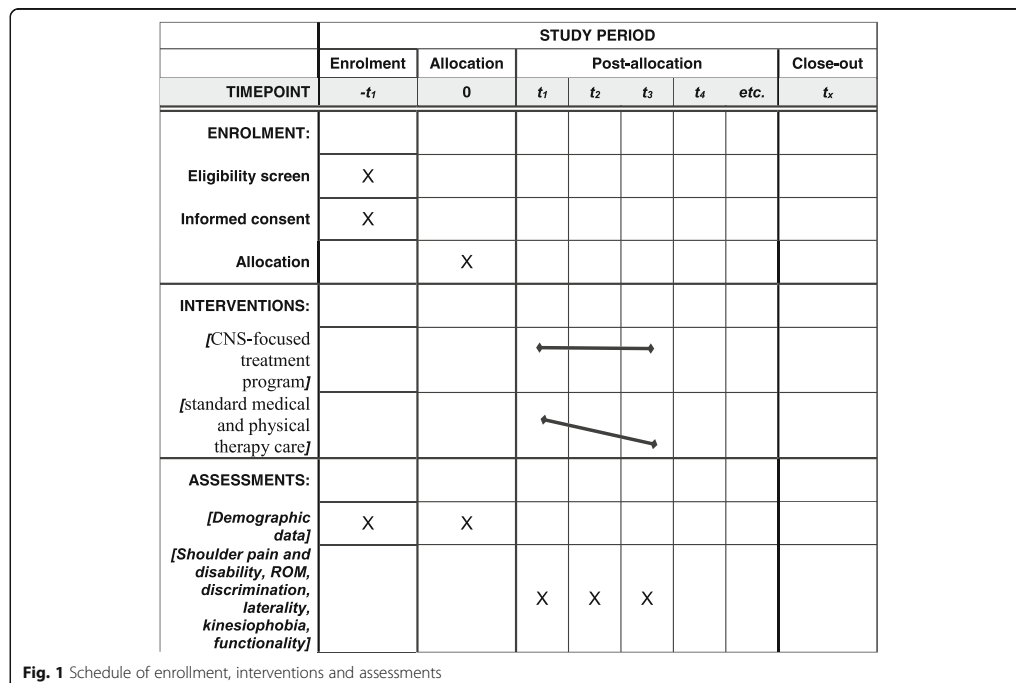 STUDY PERIOD
Enrolment Allocation Post-allocation Close-out
TIMEPOINT -t1 0 t1 t2 t3 t4 etc. tx
ENROLMENT:
Eligibility screen X
Informed consent X
Allocation X
INTERVENTIONS:
[CNS-focused
treatment
program]
[standard medical
and physical
therapy care]
ASSESSMENTS:
[Demographic
data] X X
[Shoulder pain and
disability, ROM,
discrimination,
laterality, X X X
kinesiophobia,
functionality]
Fig. 1 Schedule of enrollment, interventions and assessments